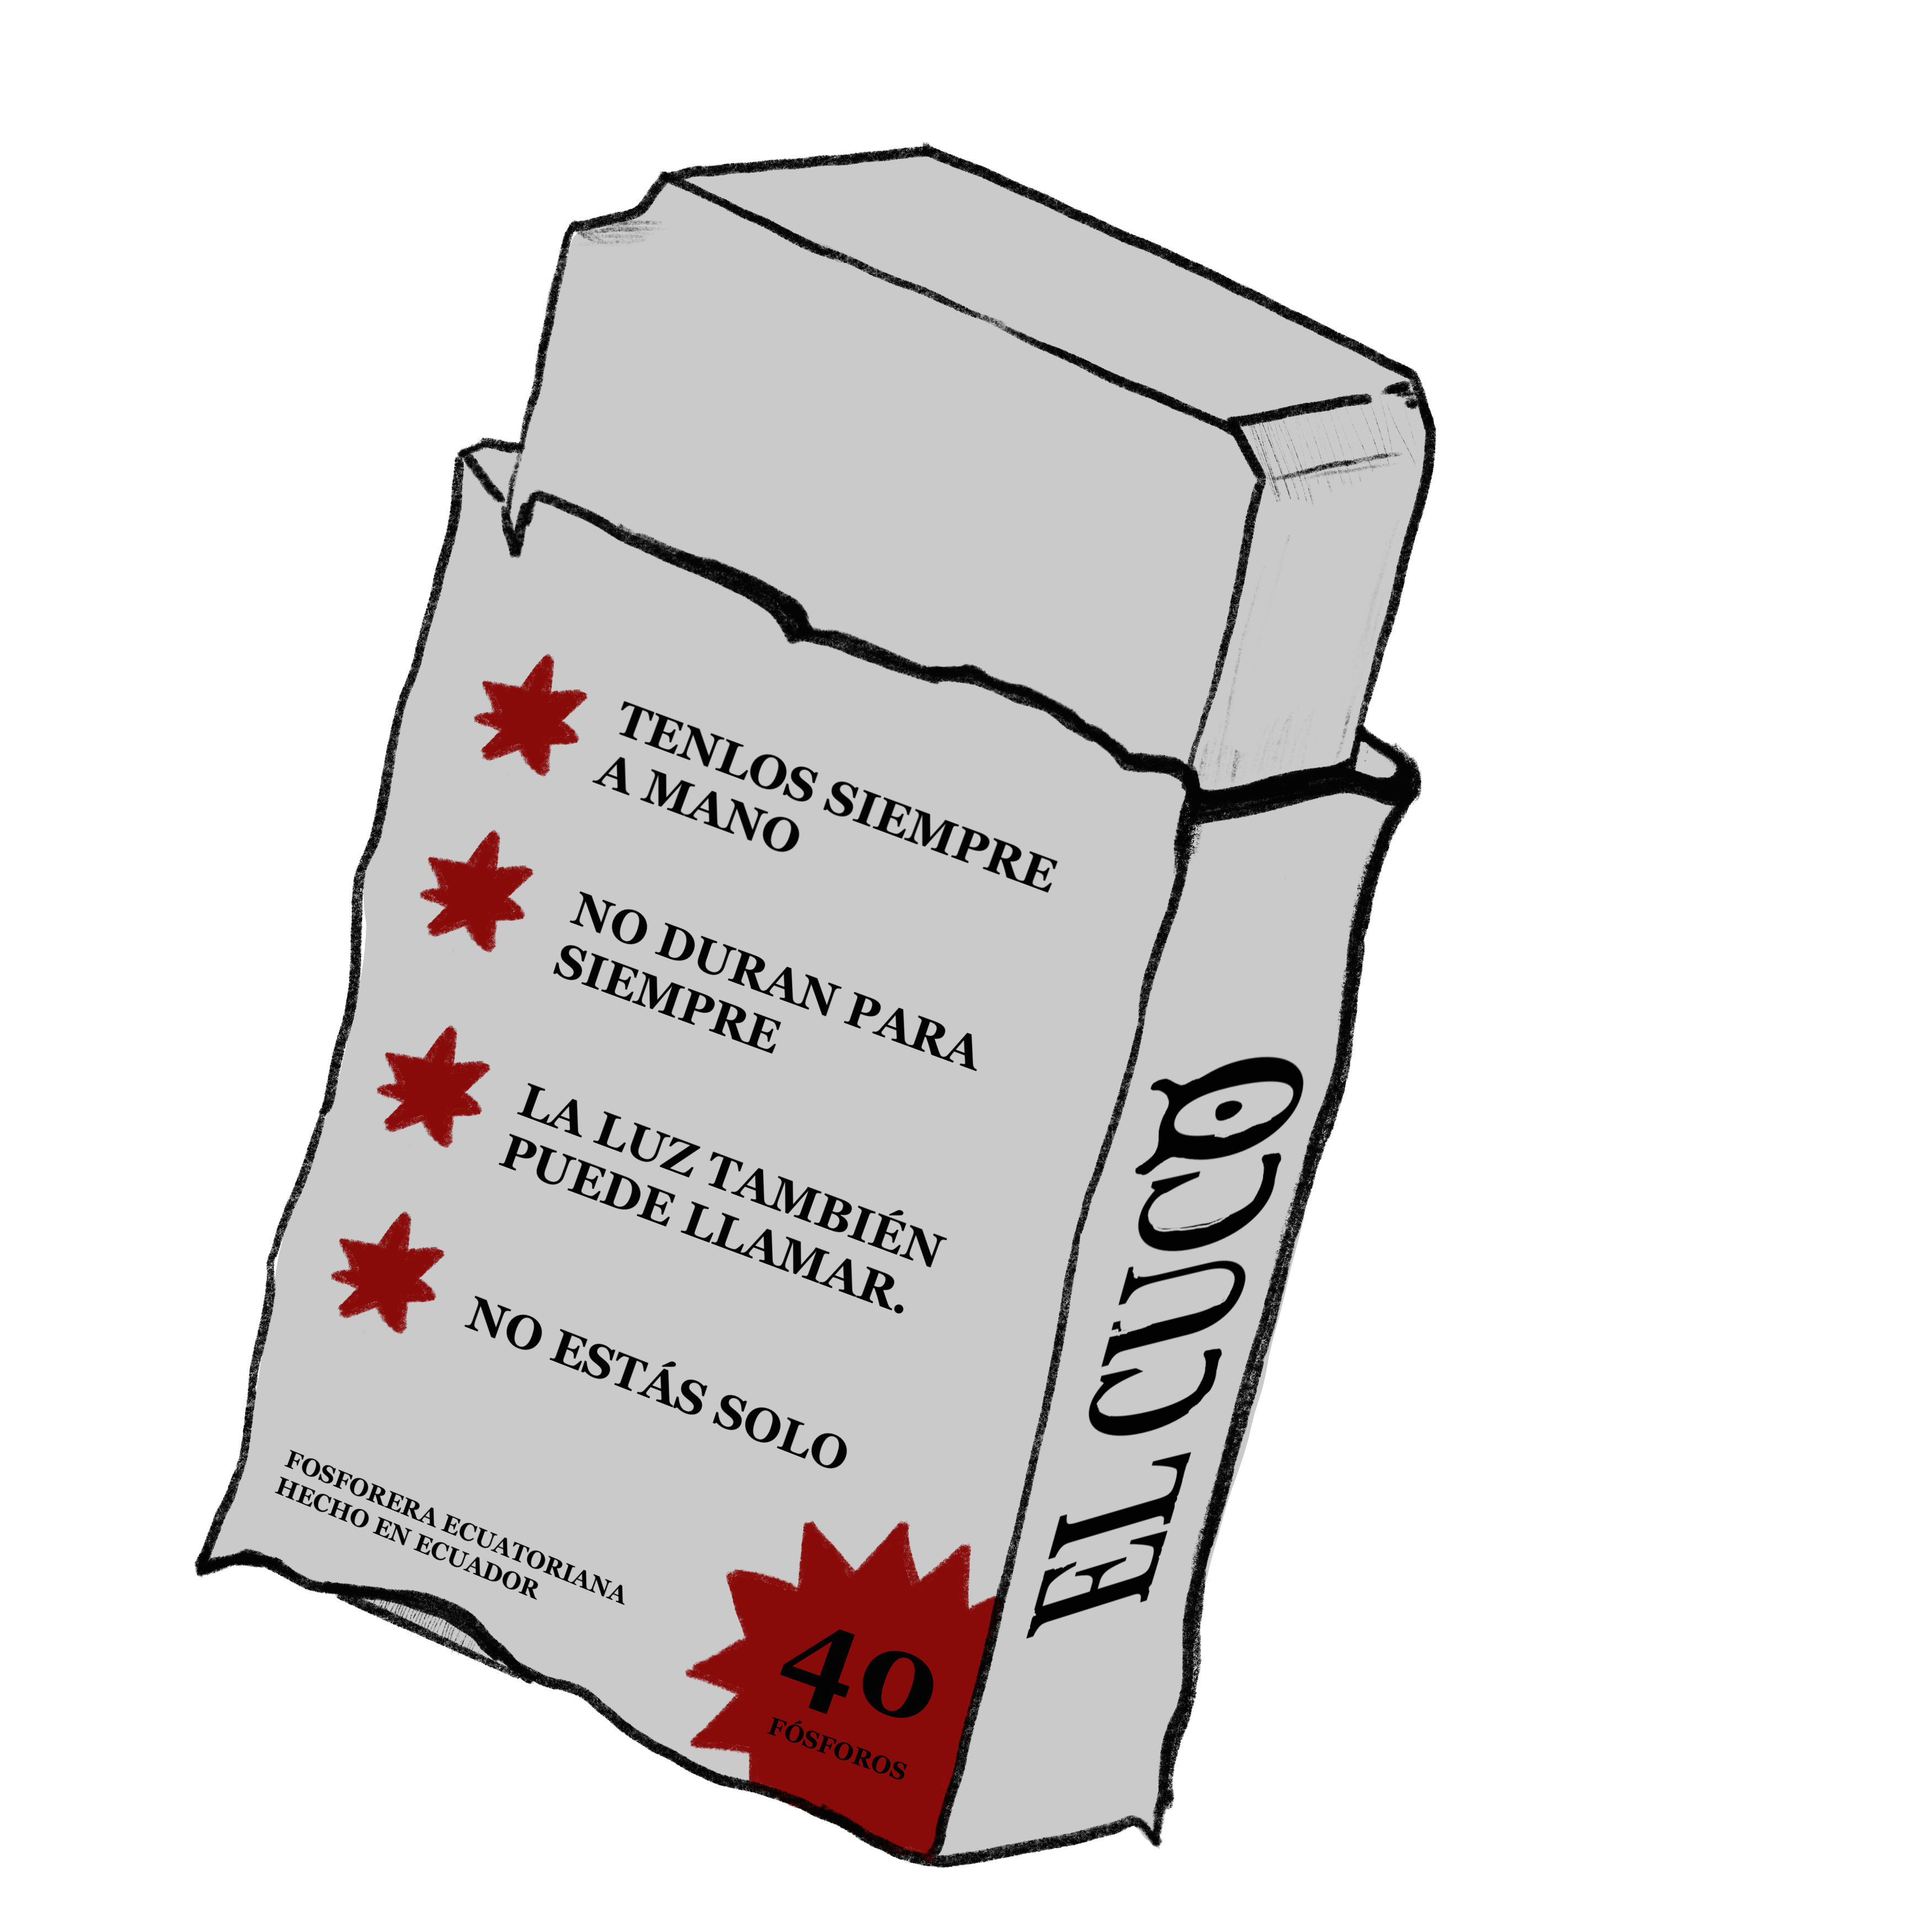 TENLOS SIEMPRE
A MANO
NO DURAN PARA
SIEMPRE
LA LUZ TAMBIÉN
PUEDE LLAMAR.
NO ESTÁS SOLO
FOSFORERA ECUATORIANA
HECHO EN ECUADOR
40
FÓSFOROS
EL CUCO